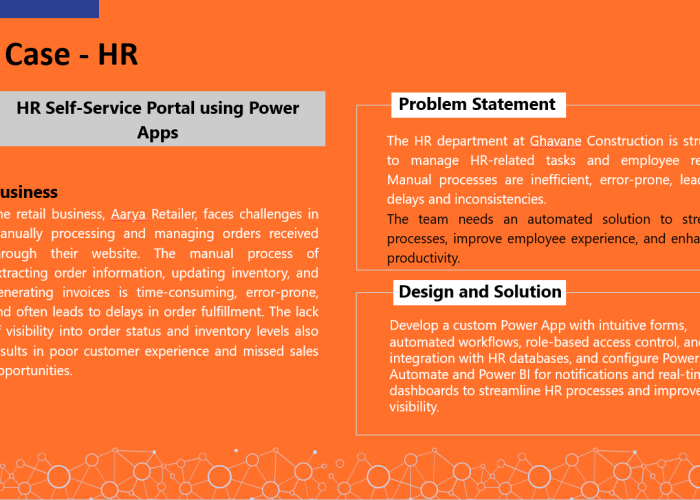 Case - HR
HR Self-Service Portal using Power
Apps
usiness
he retail business, Aarya Retailer, faces challenges in
anually processing and managing orders received
rough their website. The manual process of
xtracting order information, updating inventory, and
enerating invoices is time-consuming, error-prone,
nd often leads to delays in order fulfillment. The lack
f visibility into order status and inventory levels also
sults in poor customer experience and missed sales
pportunities.
Problem Statement
The HR department at Ghavane Construction is stru
to manage HR-related tasks and employee re
Manual processes are inefficient, error-prone, lead
delays and inconsistencies.
The team needs an automated solution to stre
processes, improve employee experience, and enha
productivity.
Design and Solution
Develop a custom Power App with intuitive forms,
automated workflows, role-based access control, and
integration with HR databases, and configure Power
Automate and Power BI for notifications and real-tim
dashboards to streamline HR processes and improve
visibility.